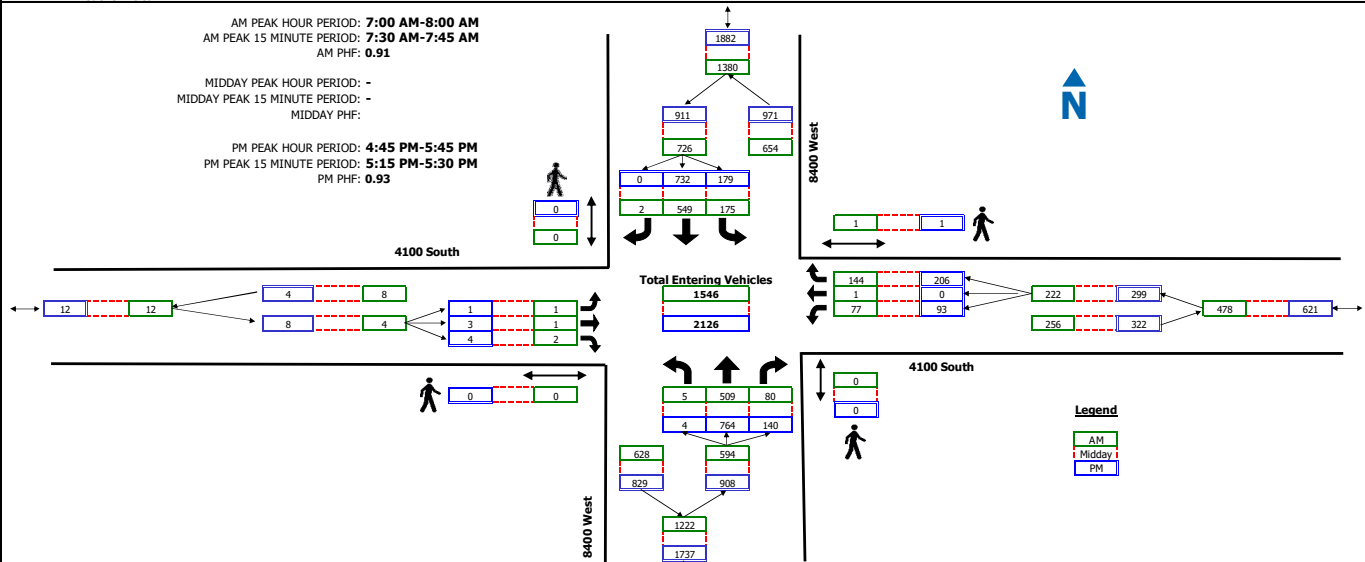 AM PEAK HOUR PERIOD: 7:00 AM-8:00 AM
AM PEAK 15 MINUTE PERIOD: 7:30 AM-7:45 AM
AM PHF: 0.91
MIDDAY PEAK HOUR PERIOD: -
MIDDAY PEAK 15 MINUTE PERIOD: -
MIDDAY PHF:
PM PEAK HOUR PERIOD: 4:45 PM-5:45 PM
PM PEAK 15 MINUTE PERIOD: 5:15 PM-5:30 PM
PM PHF: 0.93
1882
1380
N
911 971
726 654
8400 West
0 732 179
2 549 175
0
0
1 1
4100 South
Total Entering Vehicles
1546
2126
12 12
4 8
8 4
1 1
3 1
4 2
144 206
1 0
77 93
222 299
256 322
478 621
4100 South
0 0
5 509 80
4 764 140
0
0
628 594
829 908
1222
1737
8400 West
Legend
AM
Midday
PM